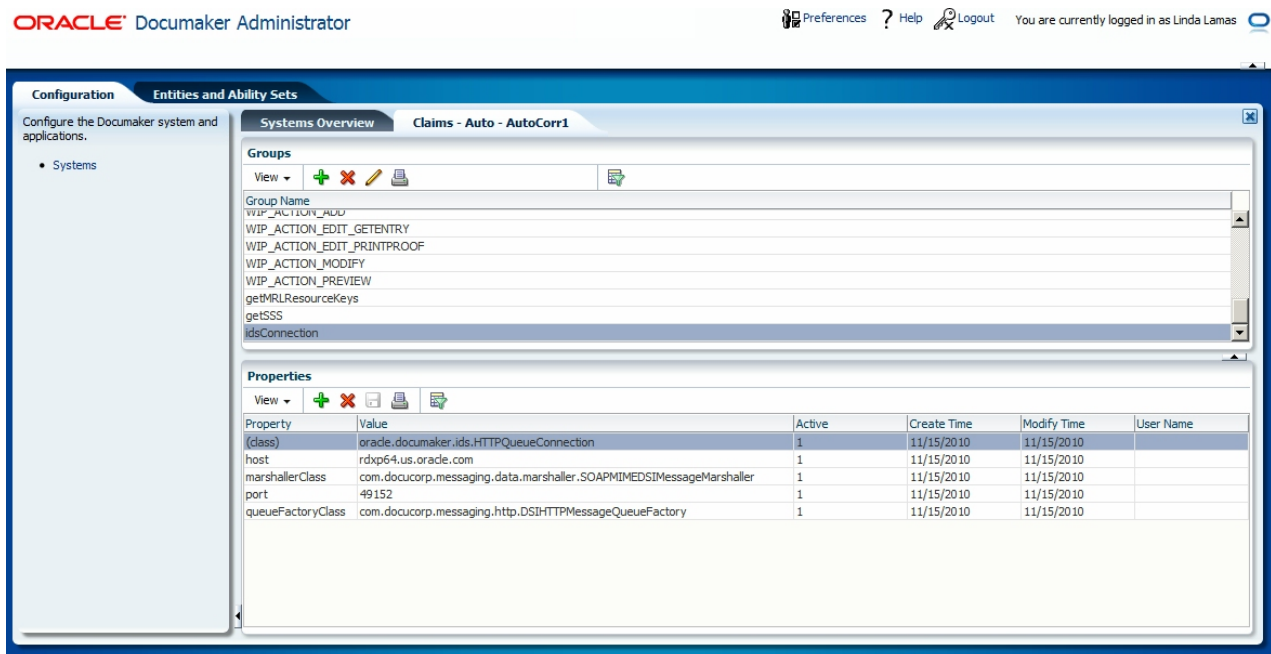 ORACLE Documaker Administrator
Preferences ? Help Logout You are currently logged in as Linda Lamas
Configuration Entities and Ability Sets
Configure the Documaker system and
applications.
Systems
Systems Overview Claims - Auto - AutoCorr1
Groups
View
Group Name
WIP_ACTION_ADD
WIP_ACTION_EDIT_GETENTRY
WIP_ACTION_EDIT_PRINTPROOF
WIP_ACTION_MODIFY
WIP_ACTION_PREVIEW
getMRLResourceKeys
getSSS
idsConnection
Properties
View
Property Value Active Create Time Modify Time User Name
(class) oracle.documaker.ids.HTTPQueueConnection 1 11/15/2010 11/15/2010
host rdxp64.us.oracle.com 1 11/15/2010 11/15/2010
marshallerClass com.docucorp.messaging.data.marshaller.SOAPMIMEDSIMessageMarshaller 1 11/15/2010 11/15/2010
port 49152 1 11/15/2010 11/15/2010
queueFactoryClass com.docucorp.messaging.http.DSIHTTPMessageQueueFactory 1 11/15/2010 11/15/2010